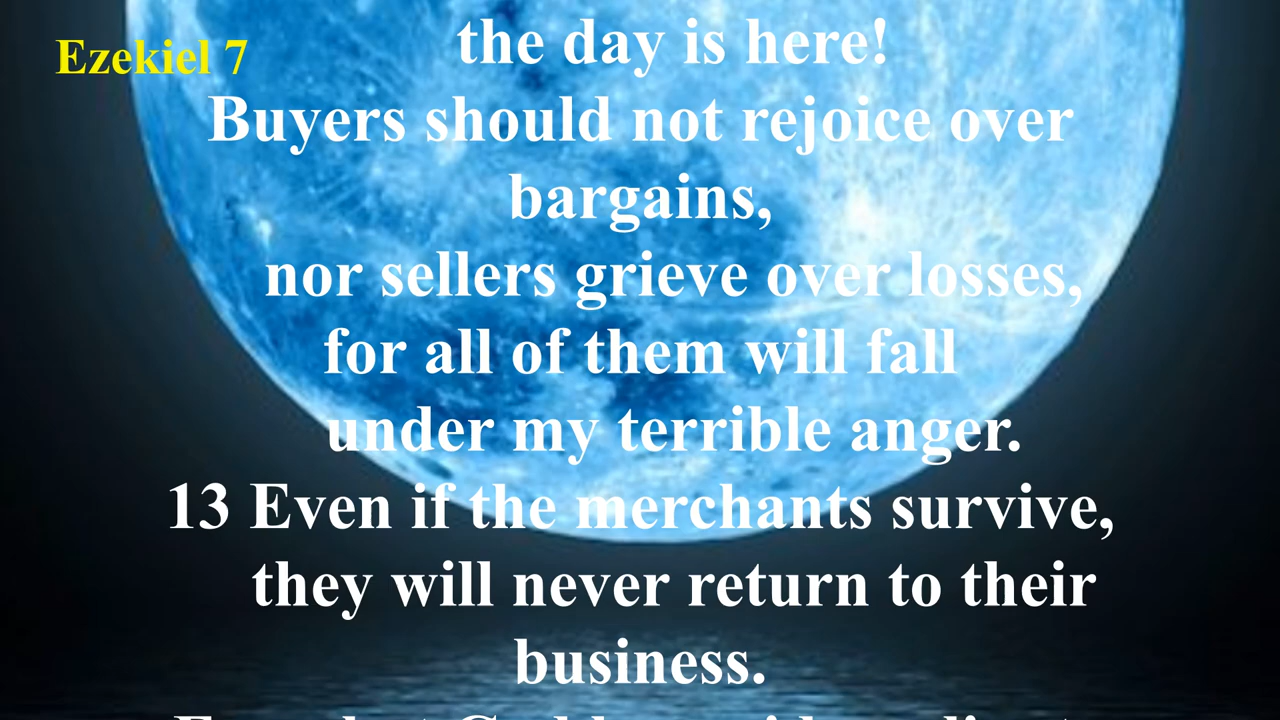 the day is here!
Ezekiel 7
Buyers should not rejoice over
bargains,
nor sellers grieve over losses,
for all of them will fall
under my terrible anger.
13 Even if the merchants survive,
they will never return to their
business.